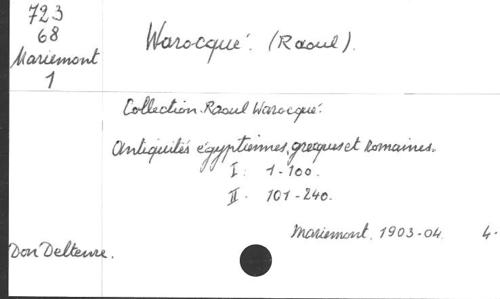 723
68
Mariemont
1
Warocqué. (Raoul).
Collection Raoul Warocqué.
Antiquités égyptiennes, grecques et Romaines.
I. 1-100.
II. 101-240.
Mariemont, 1903-04. 4.
Don Delteure.